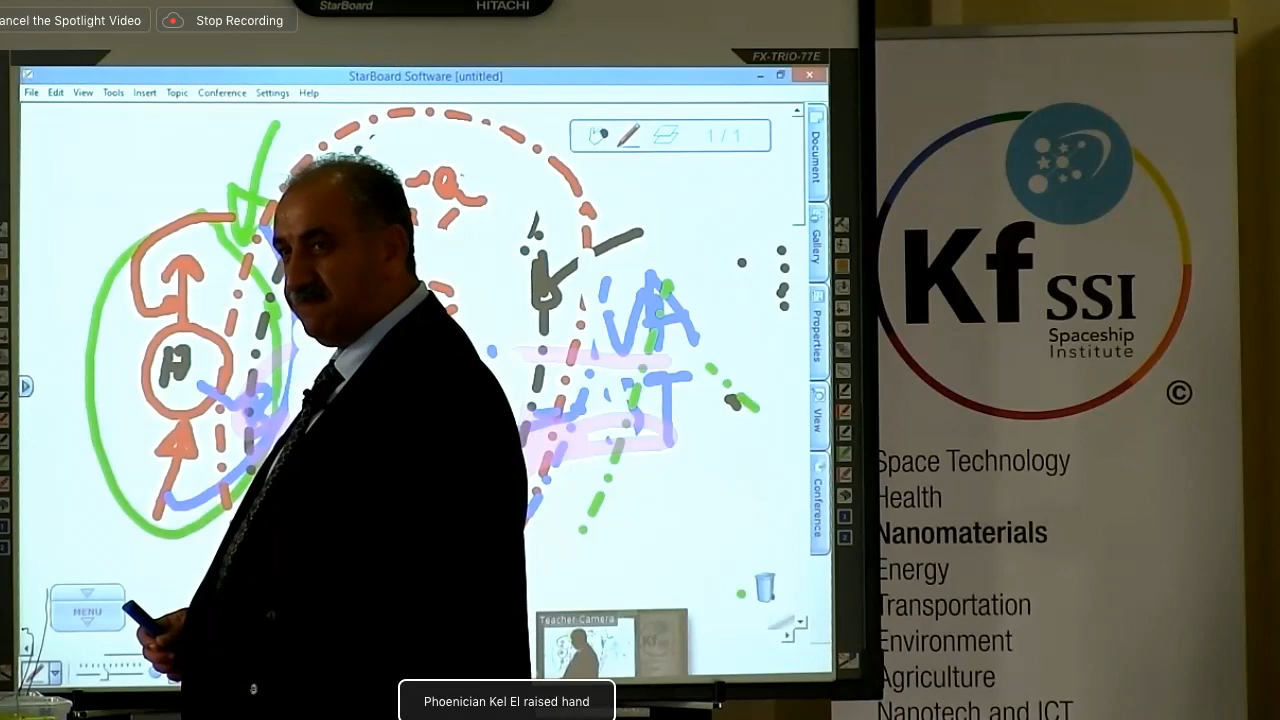 ancel the Spotlight Video
Stop Recording
StarBoard
HITACHI
FX-TRIO-77E
StarBoard Software [untitled]
File Edit View Tools Insert Topic Conference Settings Help
1 / 1
Document
Gallery
Properties
View
Conference
H
VA
T
MENU
Teacher Camera
Kf
Phoenician Kel El raised hand
Kf SSI
Spaceship
Institute
©
Space Technology
Health
Nanomaterials
Energy
Transportation
Environment
Agriculture
Nanotech and ICT